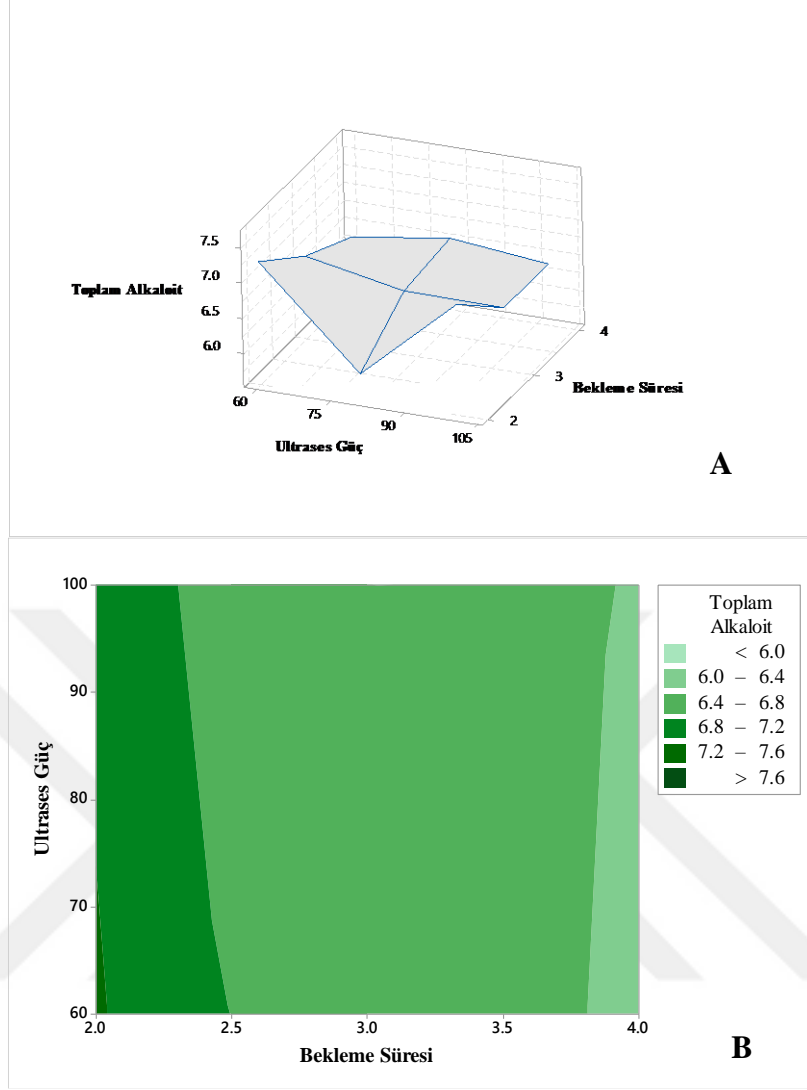 7.5
7.0
Toplam Alkaloit
6.5
6.0
4
3
Bekleme Süresi
60
75
2
90
105
Ultrases Güç
A
100
90
80
70
60
Ultrases Güç
2.0 2.5 3.0 3.5 4.0
Bekleme Süresi
Toplam
Alkaloit
< 6.0
6.0 – 6.4
6.4 – 6.8
6.8 – 7.2
7.2 – 7.6
> 7.6
B